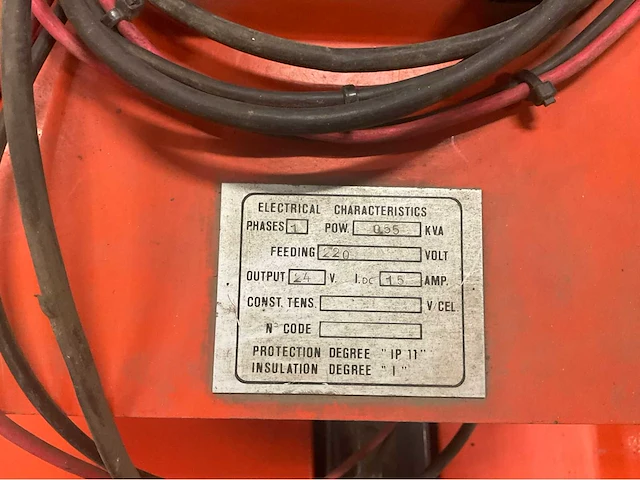 ELECTRICAL CHARACTERISTICS
PHASES 1 POW. 0.55 KVA
FEEDING 220 VOLT
OUTPUT 24 V. I.DC 15 AMP.
CONST. TENS. V/CEL.
N° CODE
PROTECTION DEGREE "IP 11"
INSULATION DEGREE "I"